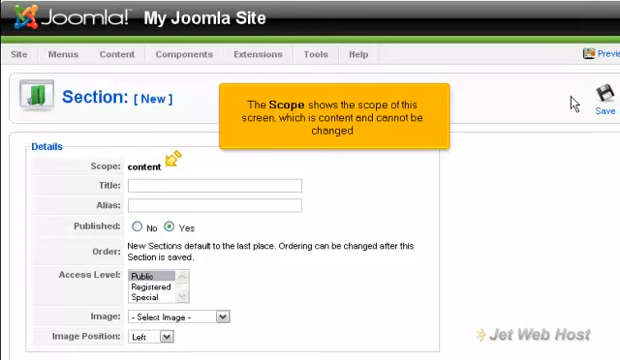 Joomla! My Joomla Site
Site Menus Content Components Extensions Tools Help
Section: [ New ]
Save
The Scope shows the scope of this
screen, which is content and cannot be
changed
Details
Scope: content
Title:
Alias:
Published: No Yes
Order: New Sections default to the last place. Ordering can be changed after this
Section is saved.
Access Level: Public
Registered
Special
Image: - Select Image -
Image Position: Left
Jet Web Host